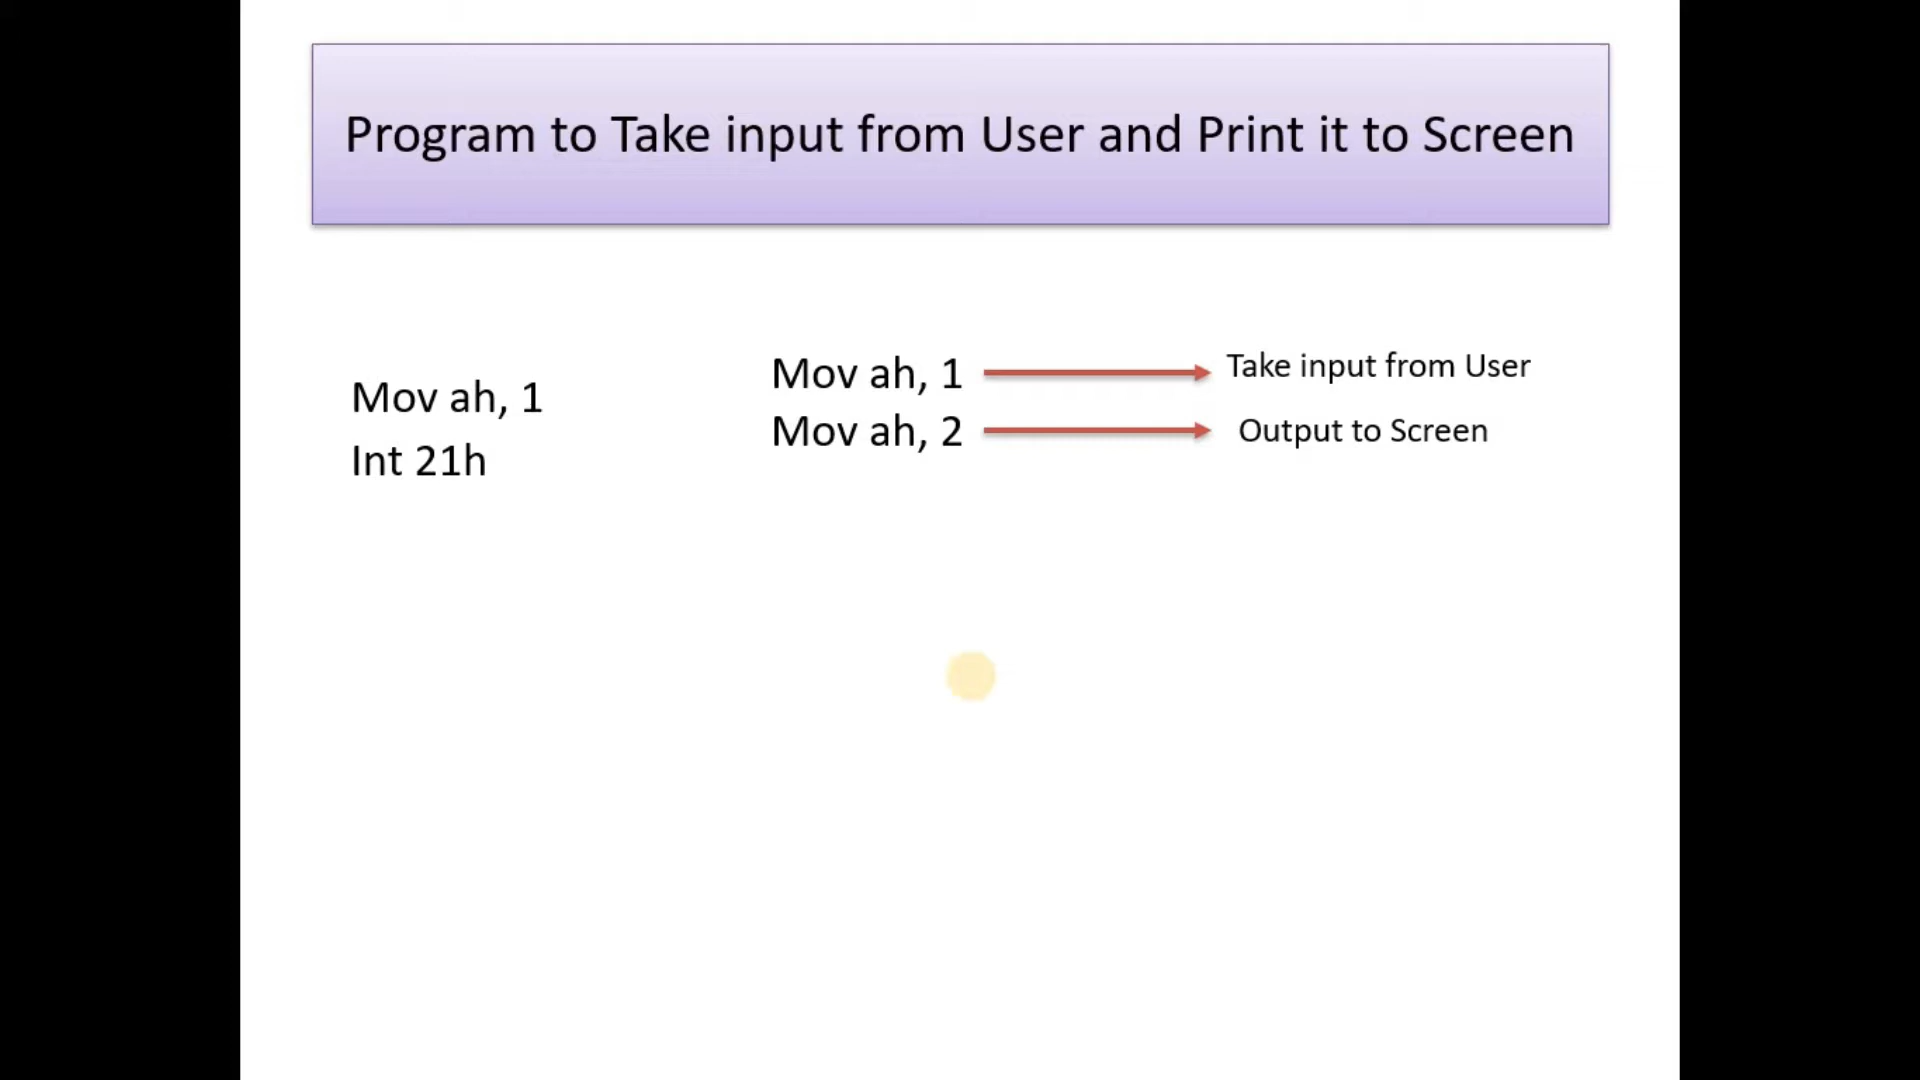 Program to Take input from User and Print it to Screen
Mov ah, 1
Int 21h
Mov ah, 1
Take input from User
Mov ah, 2
Output to Screen